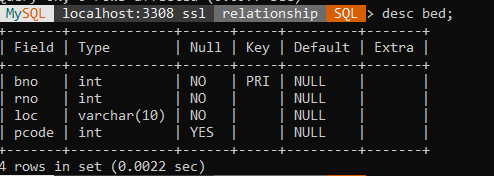 MySQL localhost:3308 ssl relationship SQL> desc bed;
+--------+-------------+------+-----+---------+-------+
| Field | Type | Null | Key | Default | Extra |
+--------+-------------+------+-----+---------+-------+
| bno | int | NO | PRI | NULL | |
| rno | int | NO | | NULL | |
| loc | varchar(10) | NO | | NULL | |
| pcode | int | YES | | NULL | |
+--------+-------------+------+-----+---------+-------+
4 rows in set (0.0022 sec)